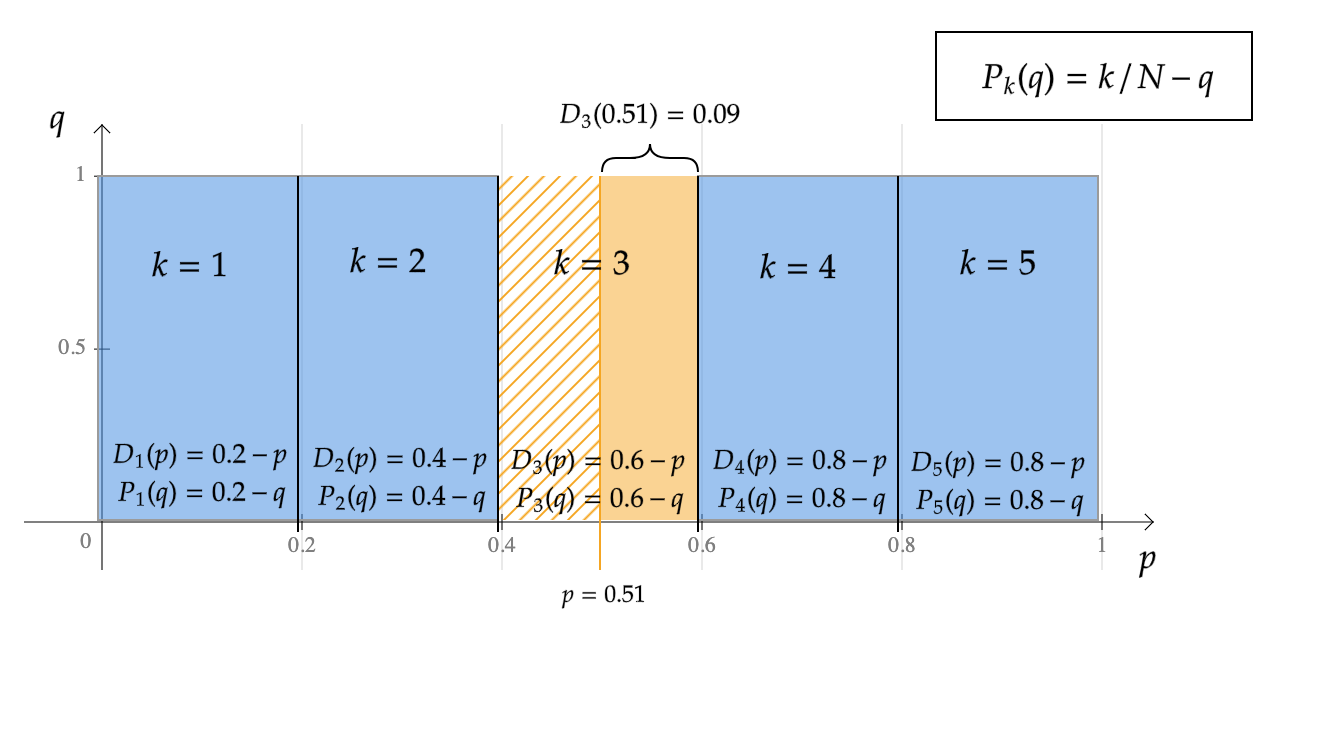 P_k(q) = k/N − q
D_3(0.51) = 0.09
q
1
k = 1
k = 2
k = 3
k = 4
k = 5
0.5
D_1(p) = 0.2 − p
P_1(q) = 0.2 − q
D_2(p) = 0.4 − p
P_2(q) = 0.4 − q
D_3(p) = 0.6 − p
P_3(q) = 0.6 − q
D_4(p) = 0.8 − p
P_4(q) = 0.8 − q
D_5(p) = 0.8 − p
P_5(q) = 0.8 − q
0
0.2
0.4
0.6
0.8
1
p
p = 0.51